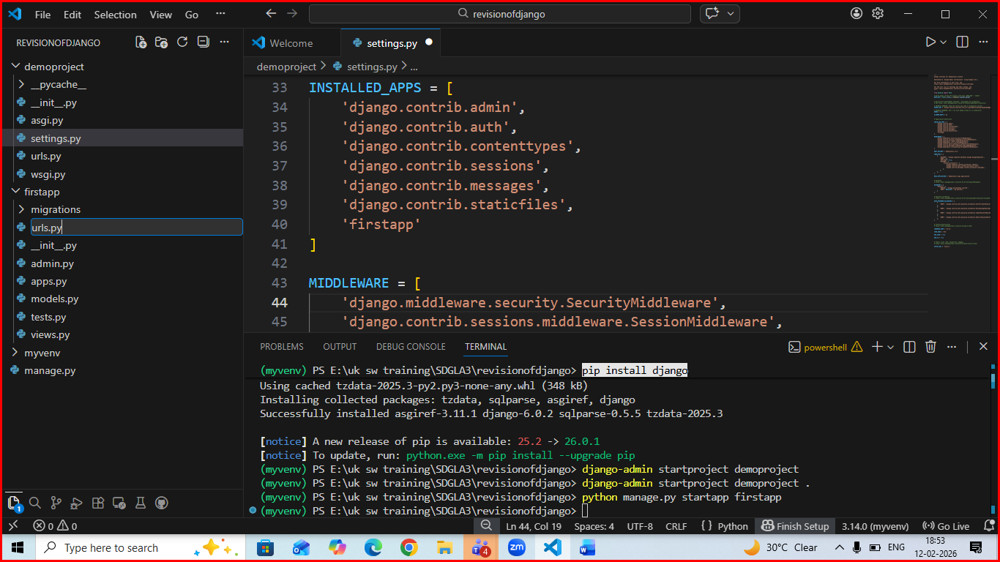 File Edit Selection View Go ··· revisionofdjango
REVISIONOFDJANGO
demoproject
__pycache__
__init__.py
asgi.py
settings.py
urls.py
wsgi.py
firstapp
migrations
urls.py
__init__.py
admin.py
apps.py
models.py
tests.py
views.py
myvenv
manage.py
Welcome settings.py
demoproject > settings.py > ...
33 INSTALLED_APPS = [
34 'django.contrib.admin',
35 'django.contrib.auth',
36 'django.contrib.contenttypes',
37 'django.contrib.sessions',
38 'django.contrib.messages',
39 'django.contrib.staticfiles',
40 'firstapp'
41 ]
42
43 MIDDLEWARE = [
44 'django.middleware.security.SecurityMiddleware',
45 'django.contrib.sessions.middleware.SessionMiddleware',
PROBLEMS OUTPUT DEBUG CONSOLE TERMINAL powershell
(myvenv) PS E:\uk sw training\SDGLA3\revisionofdjango> pip install django
Using cached tzdata-2025.3-py2.py3-none-any.whl (348 kB)
Installing collected packages: tzdata, sqlparse, asgiref, django
Successfully installed asgiref-3.11.1 django-6.0.2 sqlparse-0.5.5 tzdata-2025.3
[notice] A new release of pip is available: 25.2 -> 26.0.1
[notice] To update, run: python.exe -m pip install --upgrade pip
(myvenv) PS E:\uk sw training\SDGLA3\revisionofdjango> django-admin startproject demoproject
(myvenv) PS E:\uk sw training\SDGLA3\revisionofdjango> django-admin startproject demoproject .
(myvenv) PS E:\uk sw training\SDGLA3\revisionofdjango> python manage.py startapp firstapp
(myvenv) PS E:\uk sw training\SDGLA3\revisionofdjango>
1
0 0 Ln 44, Col 19 Spaces: 4 UTF-8 CRLF { } Python Finish Setup 3.14.0 (myvenv) Go Live
Type here to search 4 zm 30°C Clear ENG 18:53
12-02-2026